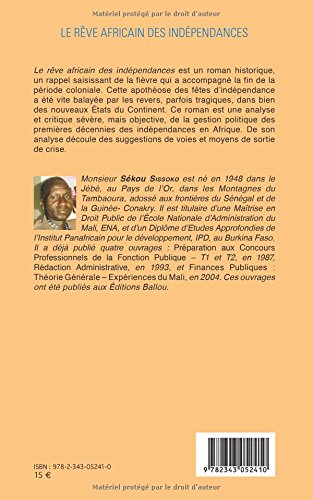 Matériel protégé par le droit d'auteur
LE RÊVE AFRICAIN DES INDÉPENDANCES
Le rêve africain des indépendances est un roman historique,
un rappel saisissant de la fièvre qui a accompagné la fin de la
période coloniale. Cette apothéose des fêtes d'indépendance
a été vite balayée par les revers, parfois tragiques, dans bien
des nouveaux États du Continent. Ce roman est une analyse
et critique sévère, mais objective, de la gestion politique des
premières décennies des indépendances en Afrique. De son
analyse découle des suggestions de voies et moyens de sortie
de crise.
Monsieur Sékou Sissoko est né en 1948 dans le
Jébé, au Pays de l'Or, dans les Montagnes du
Tambaoura, adosé aux frontières du Sénégal et de
la Guinée- Conakry. Il est titulaire d'une Maîtrise en
Droit Public de l'École Nationale d'Administration du
Mali, ENA, et d'un Diplôme d'Etudes Approfondies de
l'Institut Panafricain pour le développement, IPD, au Burkina Faso.
Il a déjà publié quatre ouvrages : Préparation aux Concours
Professionnels de la Fonction Publique – T1 et T2, en 1987,
Rédaction Administrative, en 1993, et Finances Publiques :
Théorie Générale – Expériences du Mali, en 2004. Ces ouvrages
ont été publiés aux Éditions Ballou.
ISBN : 978-2-343-05241-0
15 €
9 782343 052410
Matériel protégé par le droit d'auteur